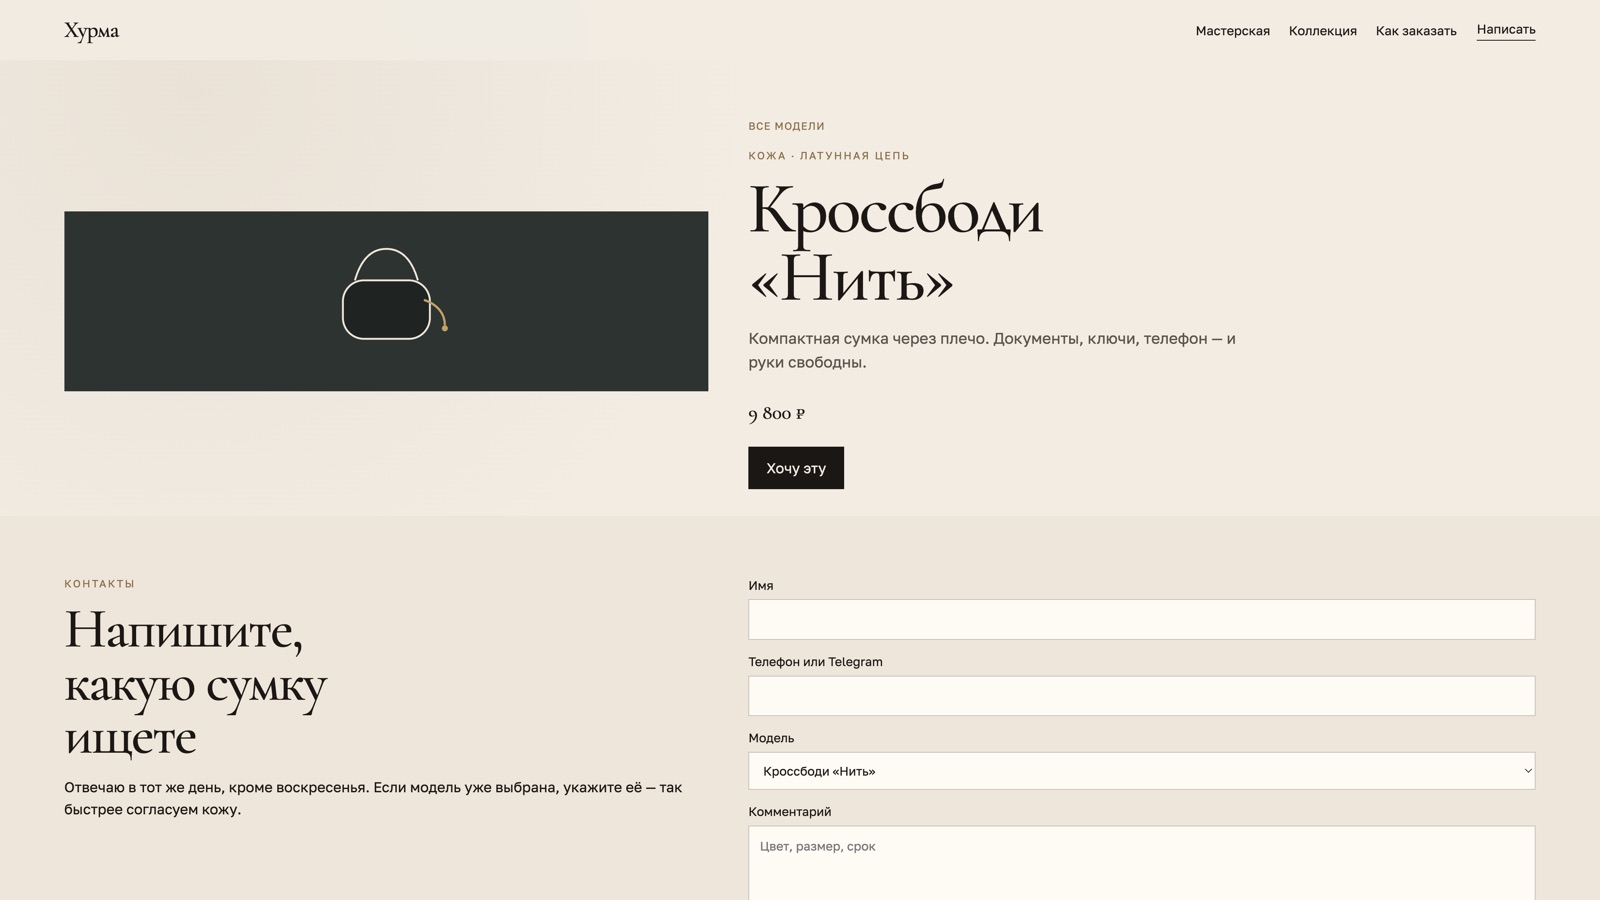 Хурма
Мастерская
Коллекция
Как заказать
Написать
ВСЕ МОДЕЛИ
КОЖА · ЛАТУННАЯ ЦЕПЬ
Кроссбоди
«Нить»
Компактная сумка через плечо. Документы, ключи, телефон — и
руки свободны.
9 800 ₽
Хочу эту
КОНТАКТЫ
Напишите,
какую сумку
ищете
Отвечаю в тот же день, кроме воскресенья. Если модель уже выбрана, укажите её — так
быстрее согласуем кожу.
Имя
Телефон или Telegram
Модель
Кроссбоди «Нить»
Комментарий
Цвет, размер, срок